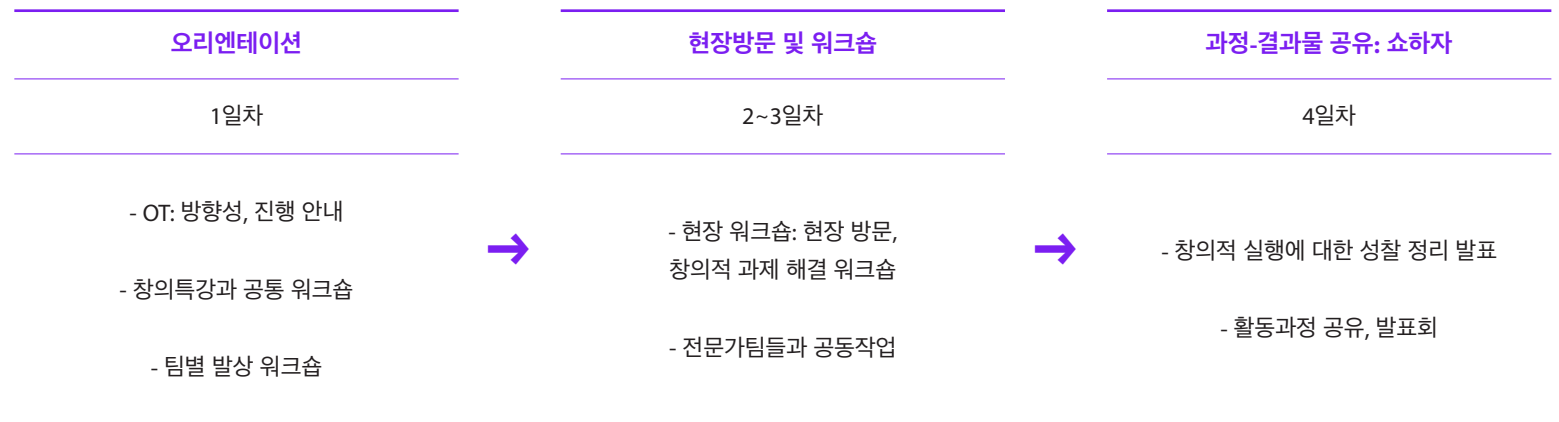 오리엔테이션
1일차
- OT: 방향성, 진행 안내
- 창의특강과 공통 워크숍
- 팀별 발상 워크숍
→
현장방문 및 워크숍
2~3일차
- 현장 워크숍: 현장 방문,
창의적 과제 해결 워크숍
- 전문가팀들과 공동작업
→
과정-결과물 공유: 쇼하자
4일차
- 창의적 실행에 대한 성찰 정리 발표
- 활동과정 공유, 발표회